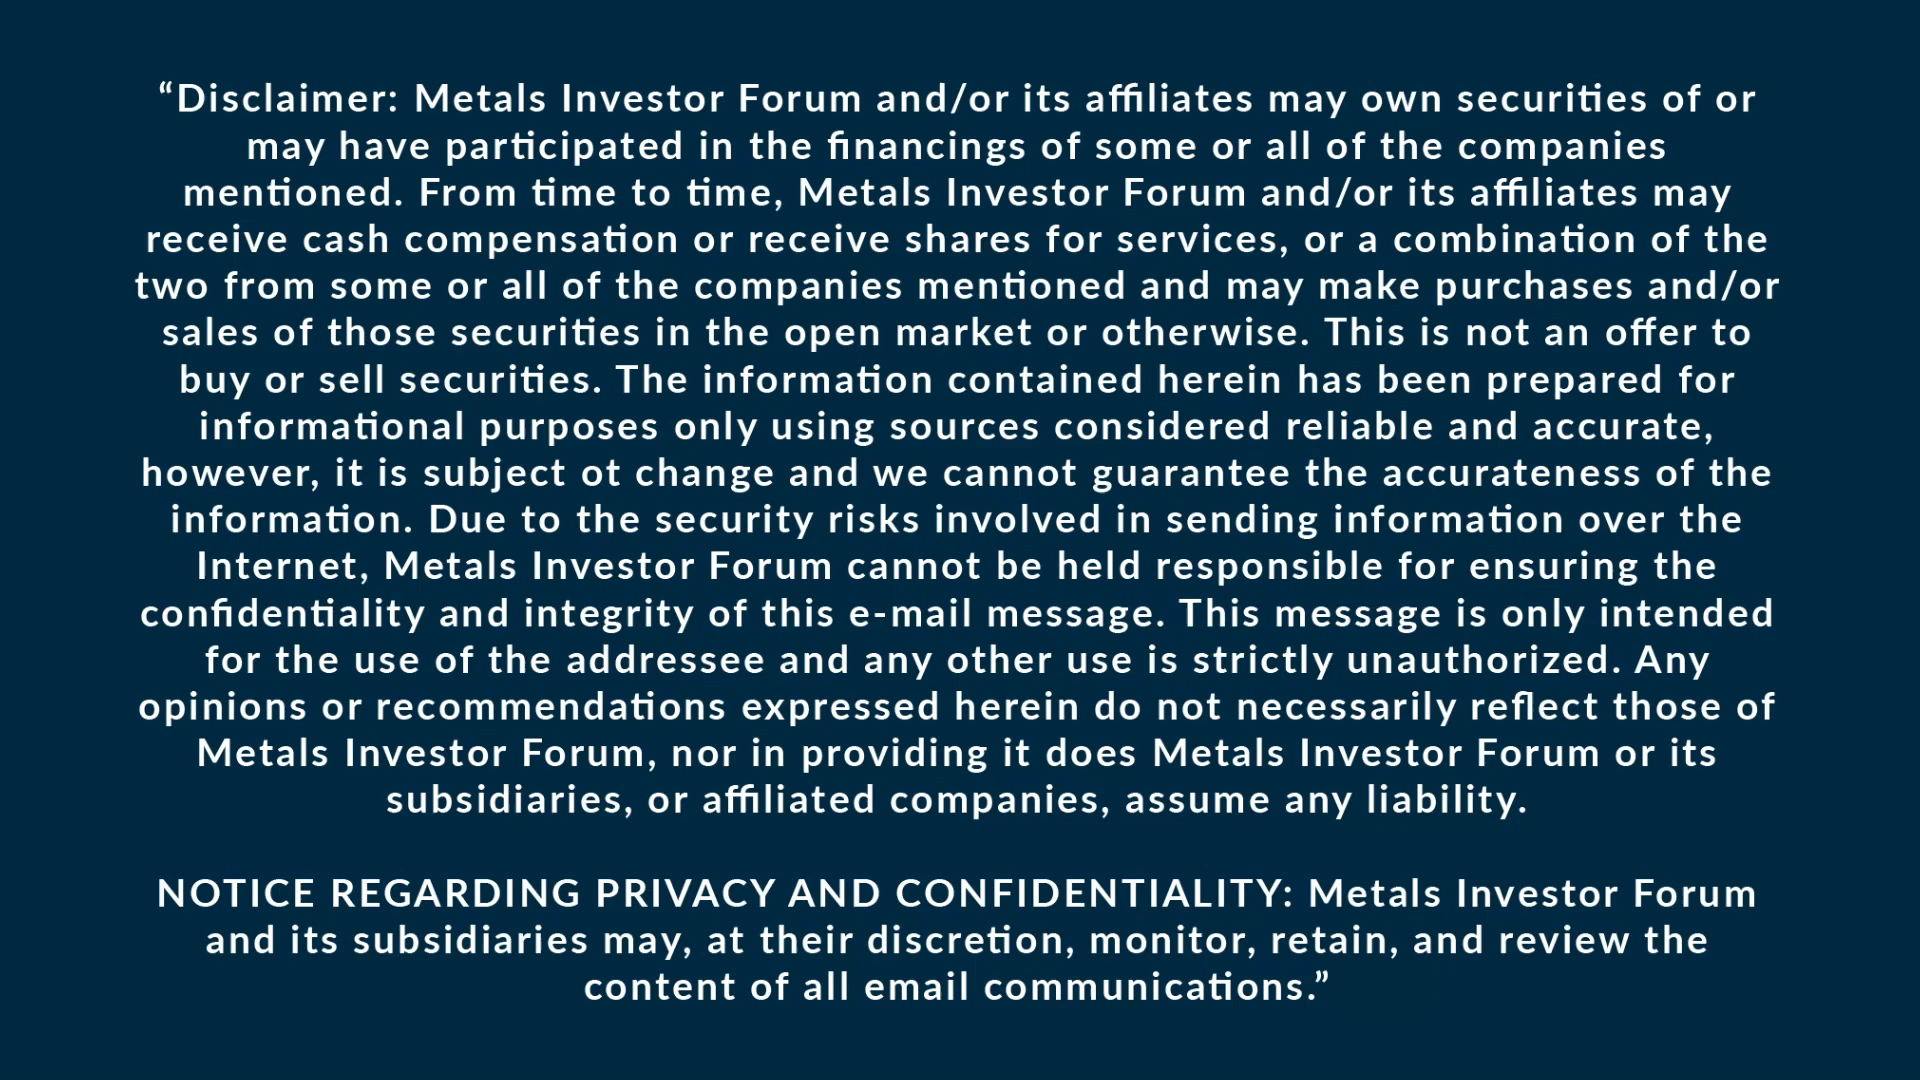 “Disclaimer: Metals Investor Forum and/or its affiliates may own securities of or
may have participated in the financings of some or all of the companies
mentioned. From time to time, Metals Investor Forum and/or its affiliates may
receive cash compensation or receive shares for services, or a combination of the
two from some or all of the companies mentioned and may make purchases and/or
sales of those securities in the open market or otherwise. This is not an offer to
buy or sell securities. The information contained herein has been prepared for
informational purposes only using sources considered reliable and accurate,
however, it is subject ot change and we cannot guarantee the accurateness of the
information. Due to the security risks involved in sending information over the
Internet, Metals Investor Forum cannot be held responsible for ensuring the
confidentiality and integrity of this e-mail message. This message is only intended
for the use of the addressee and any other use is strictly unauthorized. Any
opinions or recommendations expressed herein do not necessarily reflect those of
Metals Investor Forum, nor in providing it does Metals Investor Forum or its
subsidiaries, or affiliated companies, assume any liability.
NOTICE REGARDING PRIVACY AND CONFIDENTIALITY: Metals Investor Forum
and its subsidiaries may, at their discretion, monitor, retain, and review the
content of all email communications.”